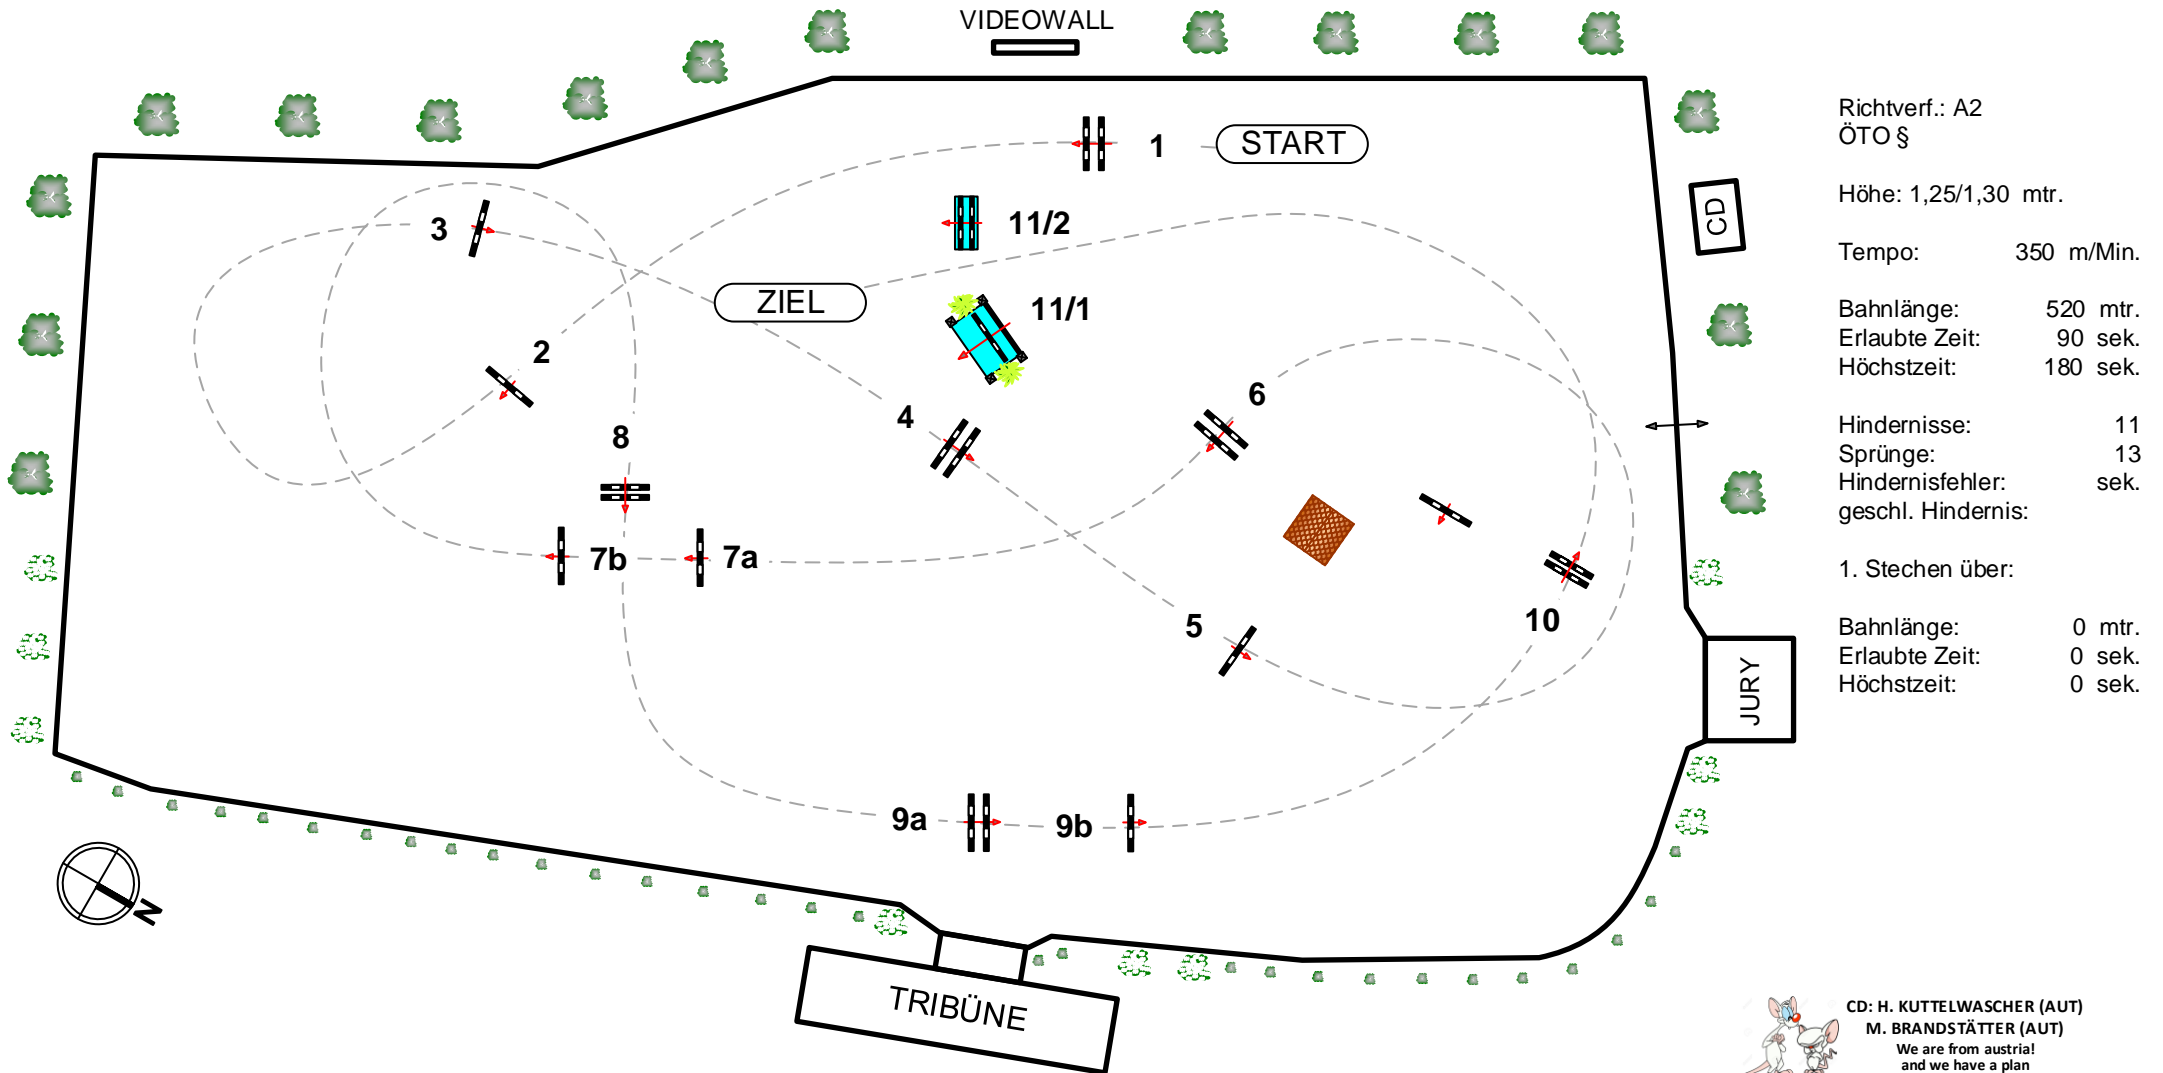 VIDEOWALL
1
START
3
11/2
ZIEL
11/1
2
6
4
8
7b
7a
5
10
9a
9b
CD
JURY
N
TRIBÜNE
Richtverf.: A2
ÖTO §
Höhe: 1,25/1,30 mtr.
Tempo: 350 m/Min.
Bahnlänge: 520 mtr.
Erlaubte Zeit: 90 sek.
Höchstzeit: 180 sek.
Hindernisse: 11
Sprünge: 13
Hindernisfehler: sek.
geschl. Hindernis:
1. Stechen über:
Bahnlänge: 0 mtr.
Erlaubte Zeit: 0 sek.
Höchstzeit: 0 sek.
CD: H. KUTTELWASCHER (AUT)
M. BRANDSTÄTTER (AUT)
We are from austria!
and we have a plan